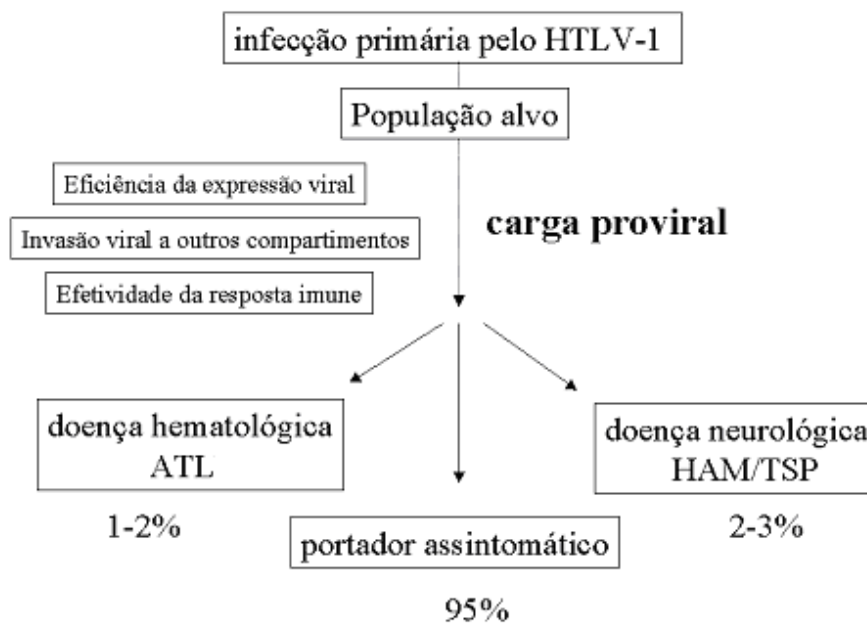 infecção primária pelo HTLV-1
População alvo
Eficiência da expressão viral
Invasão viral a outros compartimentos
Efetividade da resposta imune
carga proviral
doença hematológica
ATL
1-2%
portador assintomático
95%
doença neurológica
HAM/TSP
2-3%